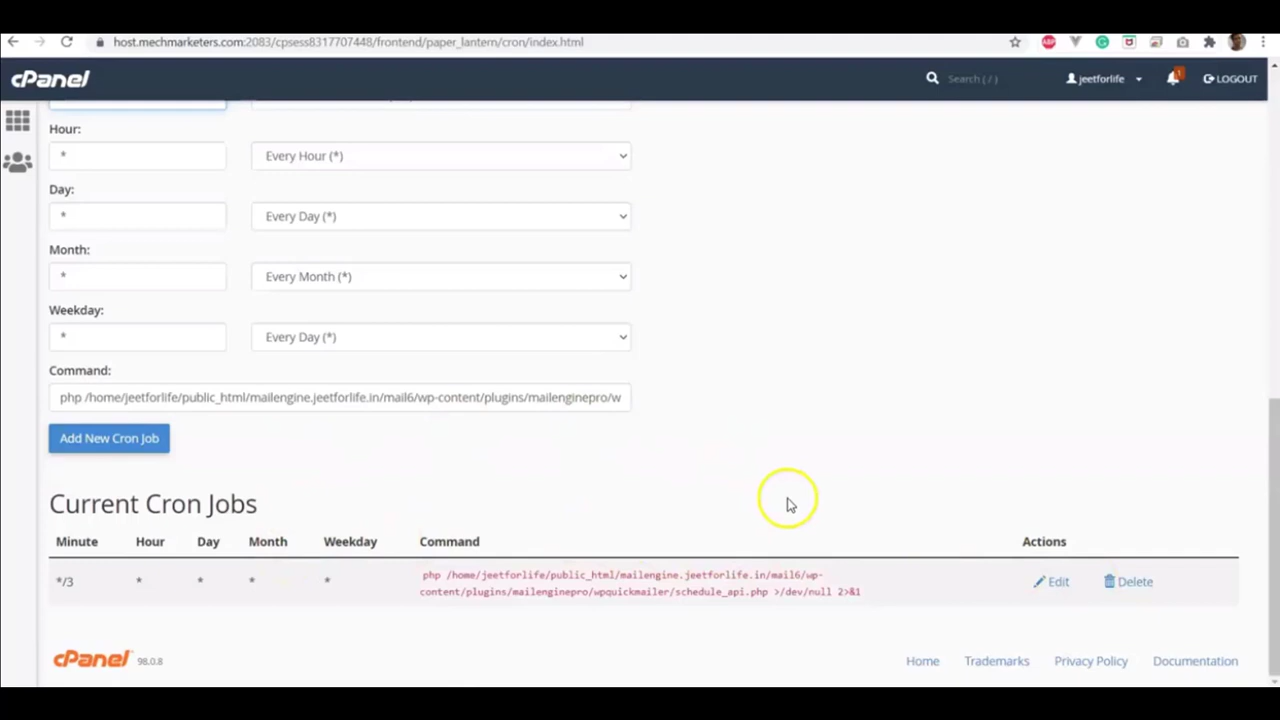 host.mechmarketers.com:2083/cpsess8317707448/frontend/paper_lantern/cron/index.html
cPanel
Search ( / )
jeetforlife
1
LOGOUT
Hour:
* Every Hour (*)
Day:
* Every Day (*)
Month:
* Every Month (*)
Weekday:
* Every Day (*)
Command:
php /home/jeetforlife/public_html/mailengine.jeetforlife.in/mail6/wp-content/plugins/mailenginepro/w
Add New Cron Job
Current Cron Jobs
Minute Hour Day Month Weekday Command Actions
*/3 * * * * php /home/jeetforlife/public_html/mailengine.jeetforlife.in/mail6/wp-
content/plugins/mailenginepro/wpquickmailer/schedule_api.php >/dev/null 2>&1
Edit Delete
cPanel 98.0.8 Home Trademarks Privacy Policy Documentation